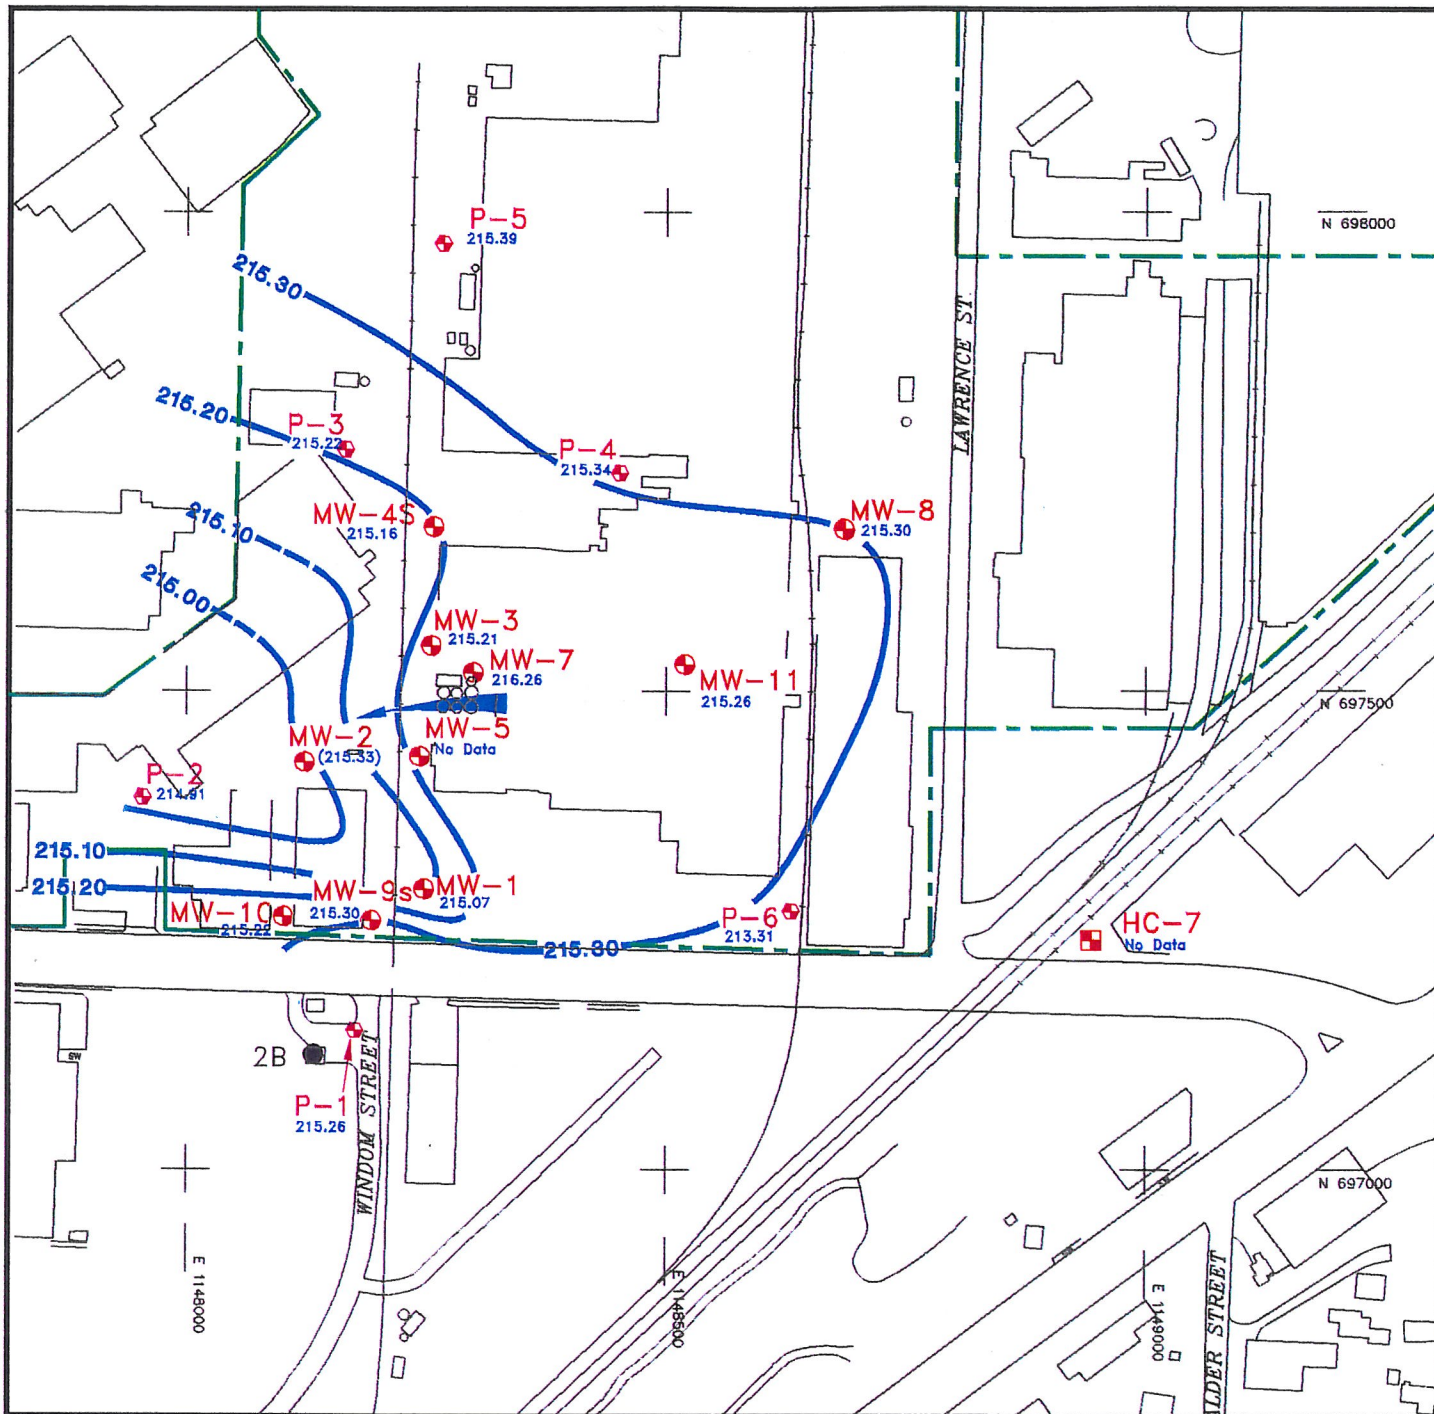 P-5
215.39
N 698000
215.30
LAWRENCE ST
215.20
P-3
215.22
P-4
215.34
MW-4S
215.16
MW-8
215.30
215.10
215.00
MW-3
215.21
MW-7
216.26
MW-11
215.26
N 697500
MW-5
No Data
MW-2
(215.33)
P-2
214.91
215.10
215.20
MW-9s
215.30
MW-1
215.07
MW-10
215.22
P-6
213.31
215.30
HC-7
No Data
2B
P-1
215.26
WINDOM STREET
N 697000
E 1148000
E 1148500
E 1149000
ALDER STREET